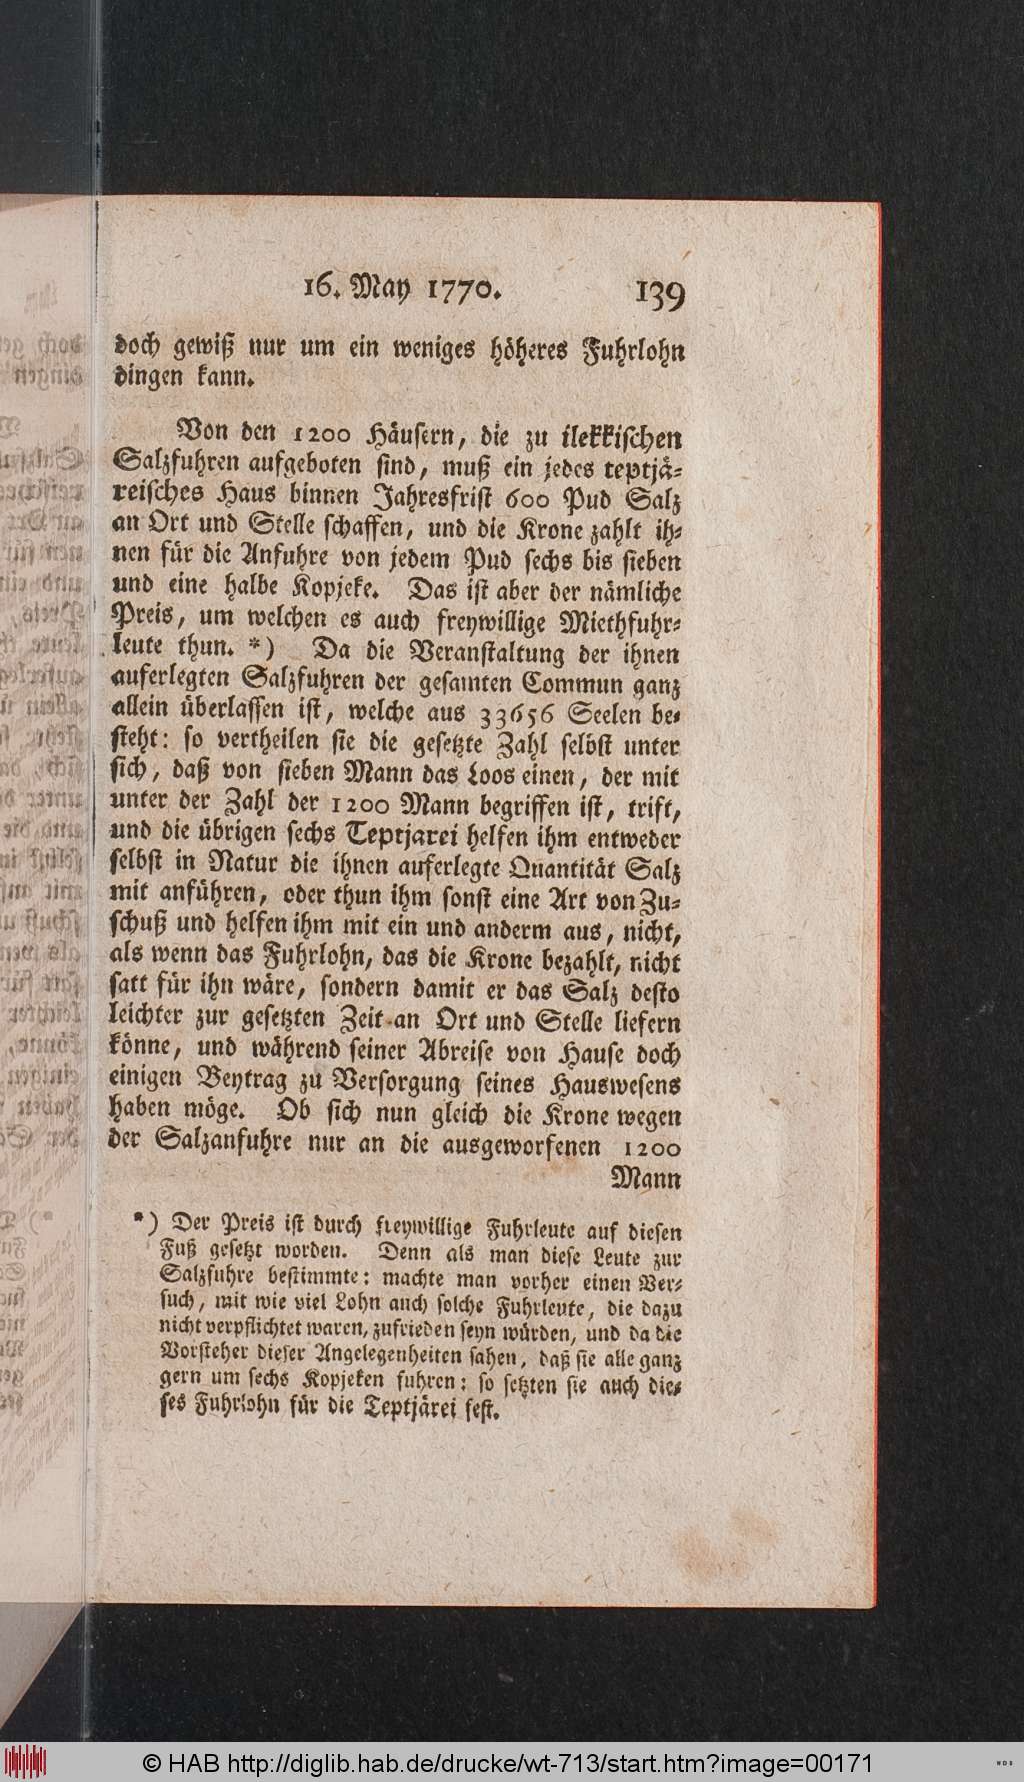 16. May 1770. 139
doch gewiß nur um ein weniges höheres Fuhrlohn
dingen kann.
Von den 1200 Häusern, die zu ilekkischen
Salzfuhren aufgeboten sind, muß ein jedes teptjä-
reisches Haus binnen Jahresfrist 600 Pud Salz
an Ort und Stelle schaffen, und die Krone zahlt ih-
nen für die Anfuhre von jedem Pud sechs bis sieben
und eine halbe Kopjeke. Das ist aber der nämliche
Preis, um welchen es auch freywillige Miethfuhr-
leute thun. *) Da die Veranstaltung der ihnen
auferlegten Salzfuhren der gesamten Commun ganz
allein überlassen ist, welche aus 33656 Seelen be-
steht: so vertheilen sie die gesetzte Zahl selbst unter
sich, daß von sieben Mann das Loos einen, der mit
unter der Zahl der 1200 Mann begriffen ist, trift,
und die übrigen sechs Teptjarei helfen ihm entweder
selbst in Natur die ihnen auferlegte Quantität Salz
mit anführen, oder thun ihm sonst eine Art von Zu-
schuß und helfen ihm mit ein und anderm aus, nicht,
als wenn das Fuhrlohn, das die Krone bezahlt, nicht
satt für ihn wäre, sondern damit er das Salz desto
leichter zur gesetzten Zeit an Ort und Stelle liefern
könne, und während seiner Abreise von Hause doch
einigen Beytrag zu Versorgung seines Hauswesens
haben möge. Ob sich nun gleich die Krone wegen
der Salzanfuhre nur an die ausgeworfenen 1200
Mann
*) Der Preis ist durch freywillige Fuhrleute auf diesen
Fuß gesetzt worden. Denn als man diese Leute zur
Salzfuhre bestimmte: machte man vorher einen Ver-
such, mit wie viel Lohn auch solche Fuhrleute, die dazu
nicht verpflichtet waren, zufrieden seyn würden, und da die
Vorsteher dieser Angelegenheiten sahen, daß sie alle ganz
gern um sechs Kopjeken fuhren: so setzten sie auch die-
ses Fuhrlohn für die Teptjärei fest.
© HAB http://diglib.hab.de/drucke/wt-713/start.htm?image=00171